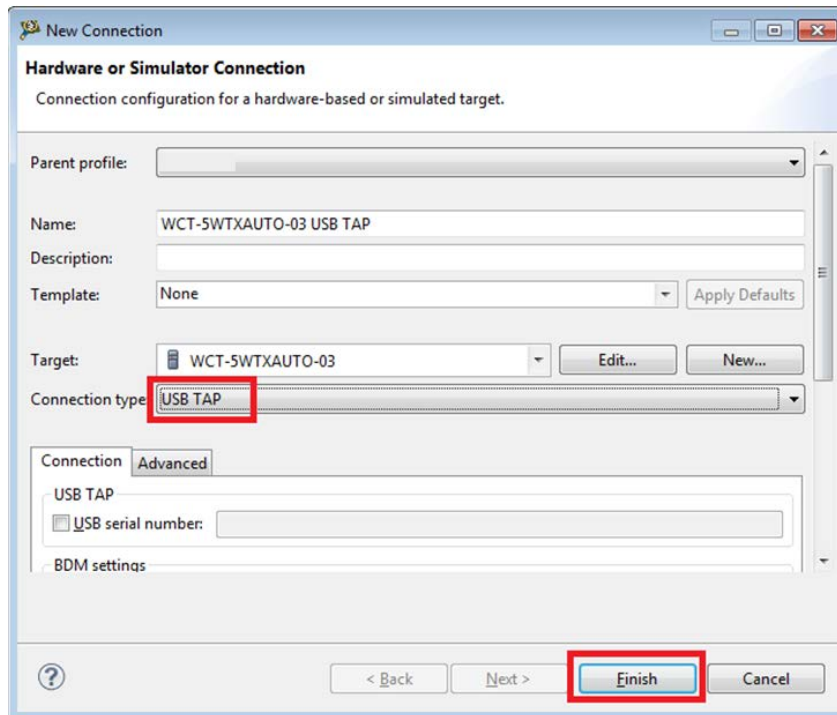 New Connection
Hardware or Simulator Connection
Connection configuration for a hardware-based or simulated target.
Parent profile:
Name: WCT-5WTXAUTO-03 USB TAP
Description:
Template: None Apply Defaults
Target: WCT-5WTXAUTO-03 Edit... New...
Connection type: USB TAP
Connection Advanced
USB TAP
USB serial number:
BDM settings
< Back Next > Finish Cancel